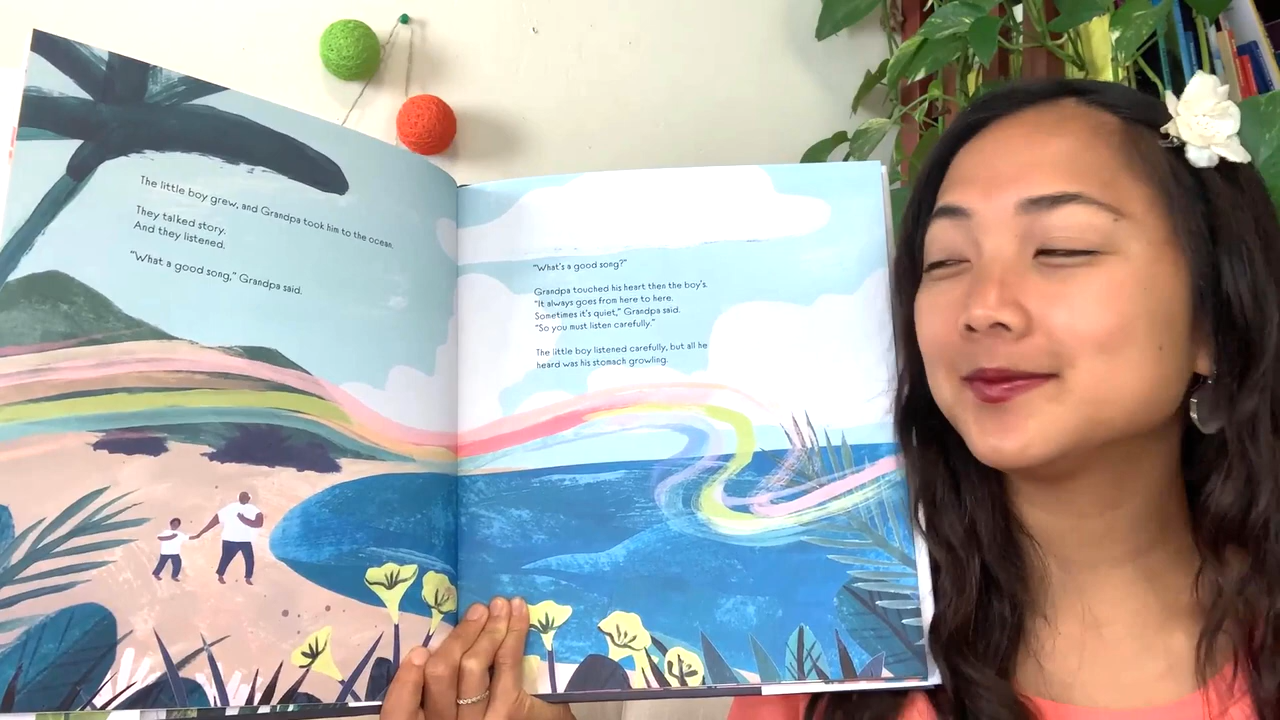 The little boy grew, and Grandpa took him to the ocean.
They talked story.
And they listened.
“What a good song,” Grandpa said.
“What's a good song?”
Grandpa touched his heart then the boy's.
“It always goes from here to here.
Sometimes it's quiet,” Grandpa said.
“So you must listen carefully.”
The little boy listened carefully, but all he
heard was his stomach growling.